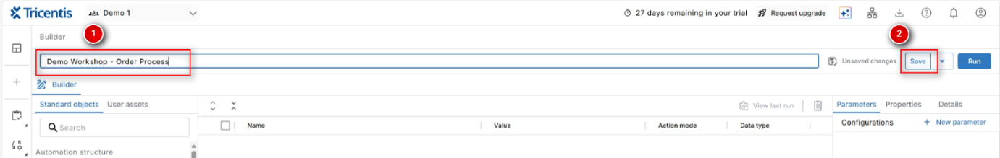 Tricentis Demo 1 27 days remaining in your trial Request upgrade
1 2
Builder
Demo Workshop - Order Process Unsaved changes Save Run
Builder
Standard objects User assets View last run Parameters Properties Details
Search Name Value Action mode Data type Configurations + New parameter
Automation structure